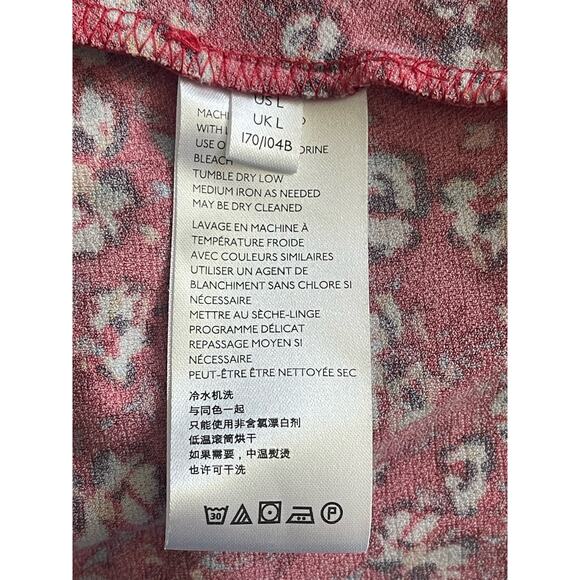 US L
UK L
170/104B
MACHI
WITH
USE O ORINE
BLEACH
TUMBLE DRY LOW
MEDIUM IRON AS NEEDED
MAY BE DRY CLEANED
LAVAGE EN MACHINE À
TEMPÉRATURE FROIDE
AVEC COULEURS SIMILAIRES
UTILISER UN AGENT DE
BLANCHIMENT SANS CHLORE SI
NÉCESSAIRE
METTRE AU SÈCHE-LINGE
PROGRAMME DÉLICAT
REPASSAGE MOYEN SI
NÉCESSAIRE
PEUT-ÊTRE ÊTRE NETTOYÉE SEC
冷水机洗
与同色一起
只能使用非含氯漂白剂
低温滚筒烘干
如果需要，中温熨烫
也许可干洗
30 P